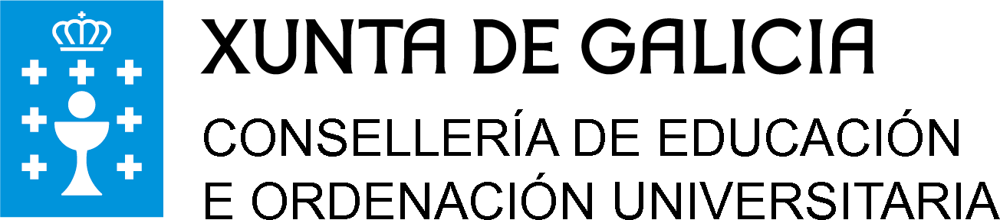 XUNTA DE GALICIA
CONSELLERÍA DE EDUCACIÓN
E ORDENACIÓN UNIVERSITARIA